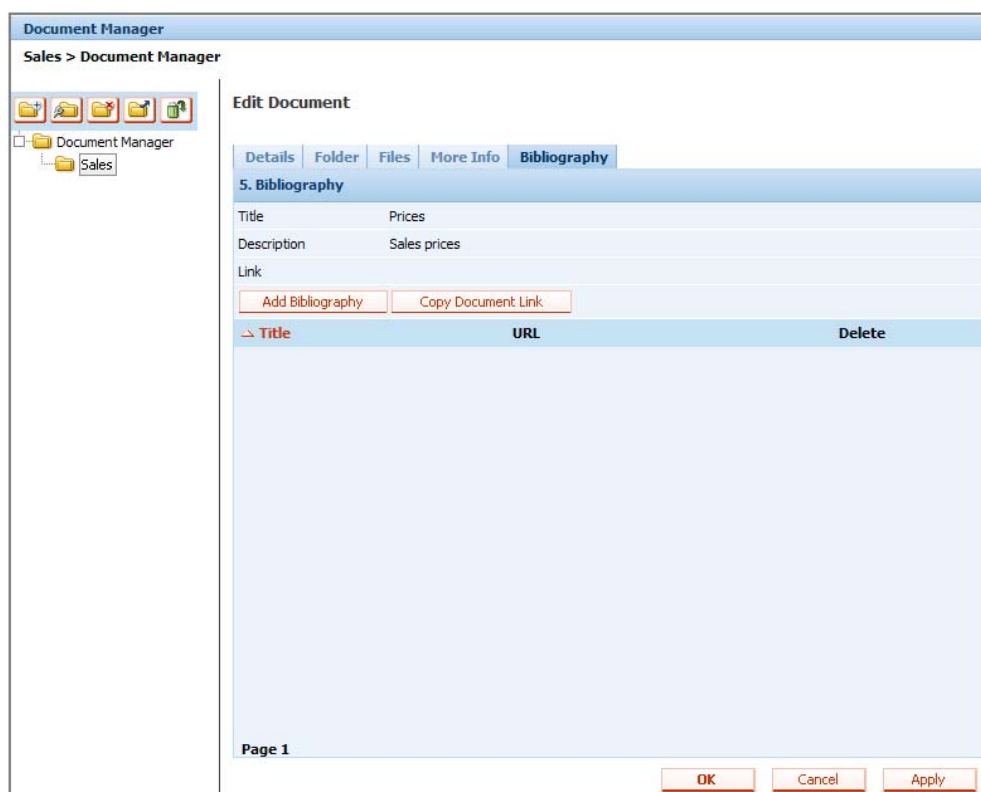 Document Manager
Sales > Document Manager
Edit Document
Document Manager
Sales
Details Folder Files More Info Bibliography
5. Bibliography
Title Prices
Description Sales prices
Link
Add Bibliography Copy Document Link
Title URL Delete
Page 1
OK Cancel Apply